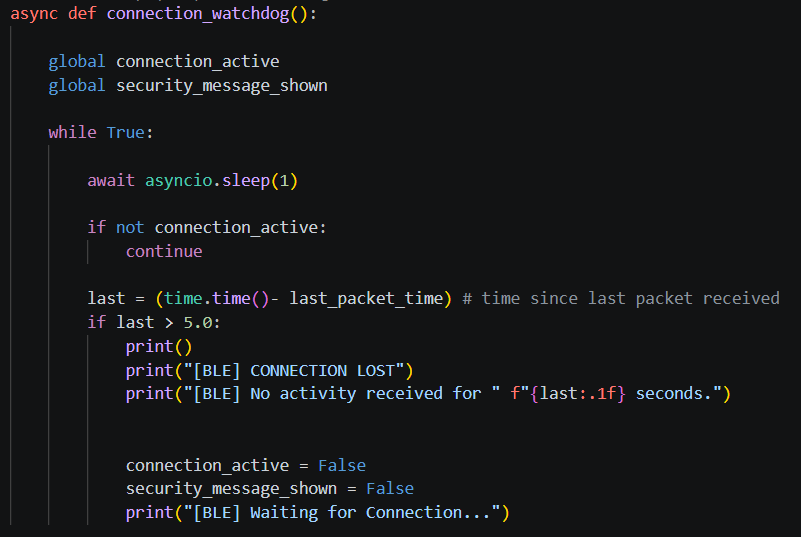 async def connection_watchdog():
global connection_active
global security_message_shown
while True:
await asyncio.sleep(1)
if not connection_active:
continue
last = (time.time()- last_packet_time) # time since last packet received
if last > 5.0:
print()
print("[BLE] CONNECTION LOST")
print("[BLE] No activity received for " f"{last:.1f} seconds.")
connection_active = False
security_message_shown = False
print("[BLE] Waiting for Connection...")